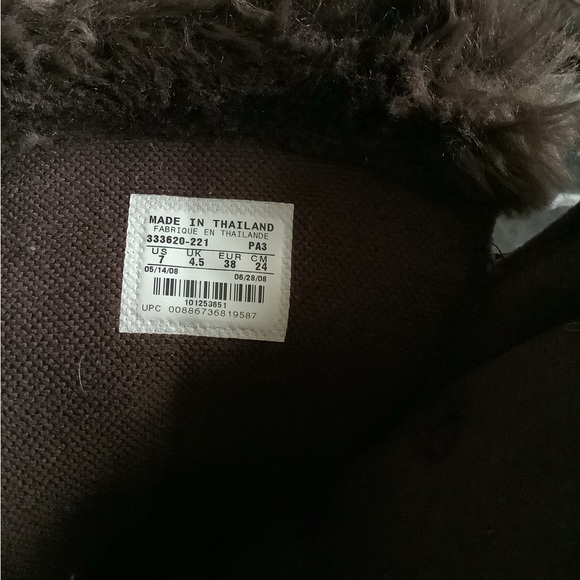 MADE IN THAILAND
FABRIQUE EN THAILANDE
333620-221 PA3
US UK EUR CM
7 4.5 38 24
05/14/08 06/28/08
101253651
UPC 00886736819587